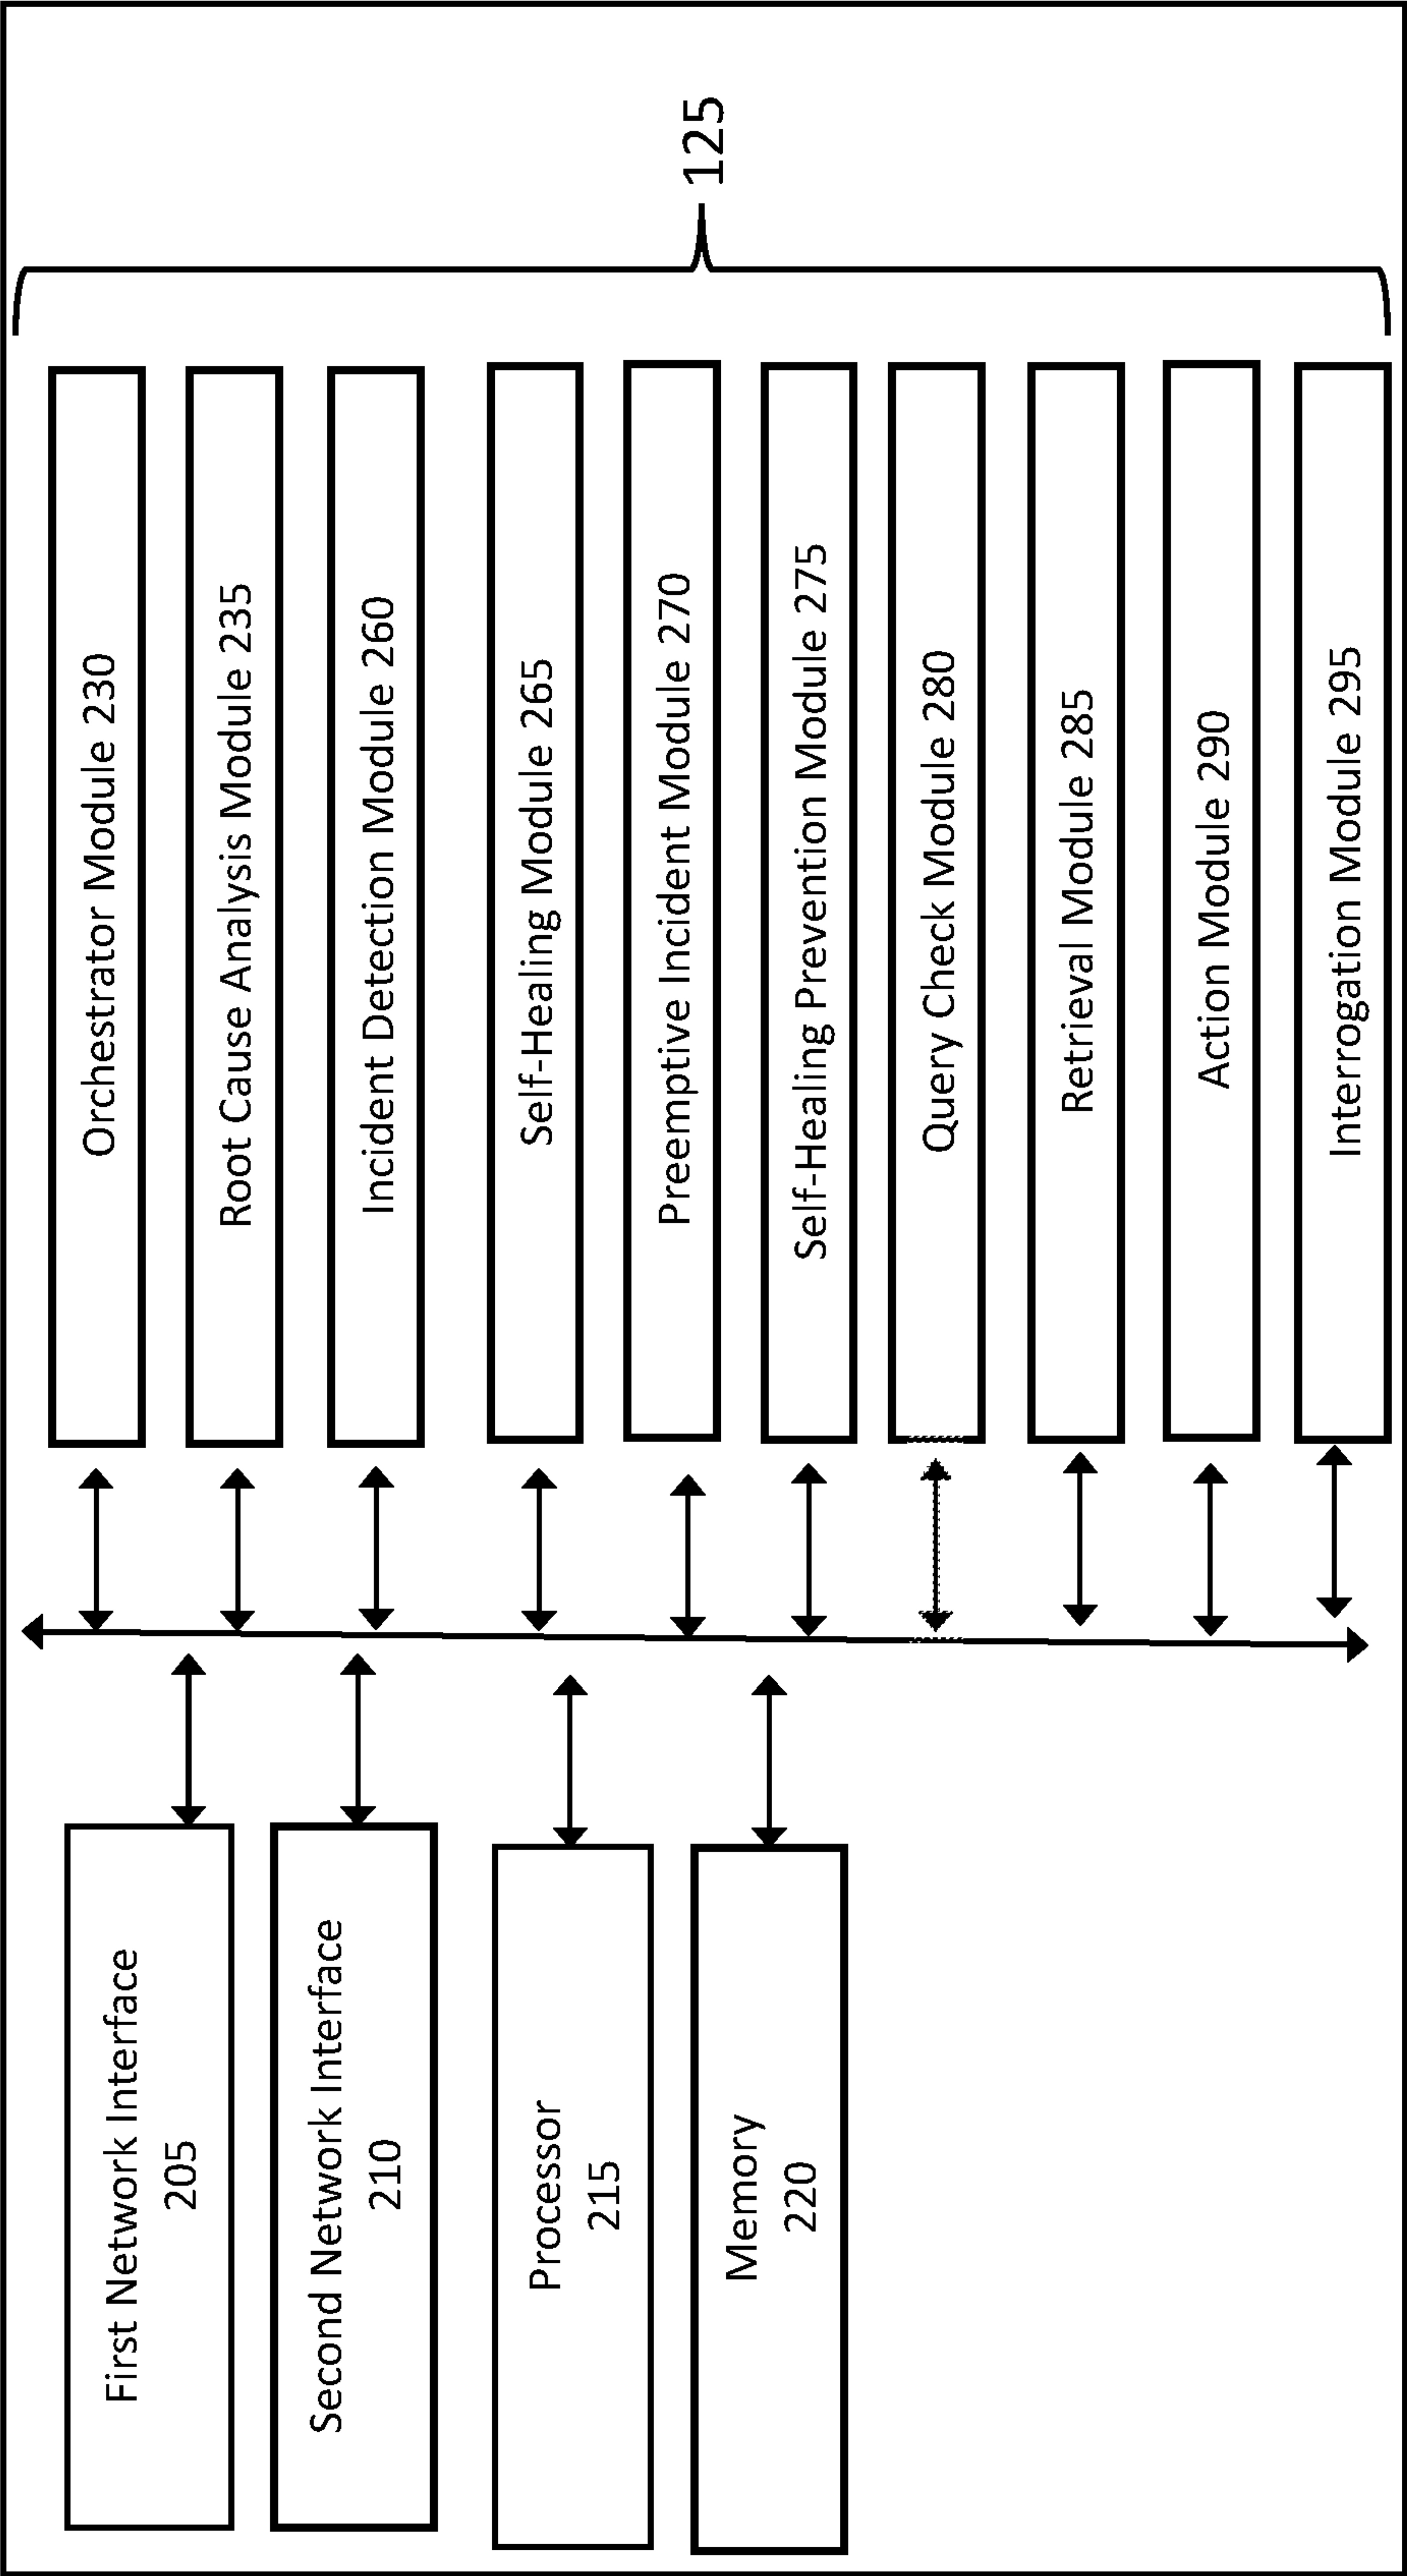 First Network Interface
205
Second Network Interface
210
Processor
215
Memory
220
Orchestrator Module 230
Root Cause Analysis Module 235
Incident Detection Module 260
Self-Healing Module 265
Preemptive Incident Module 270
Self-Healing Prevention Module 275
Query Check Module 280
Retrieval Module 285
Action Module 290
Interrogation Module 295
125